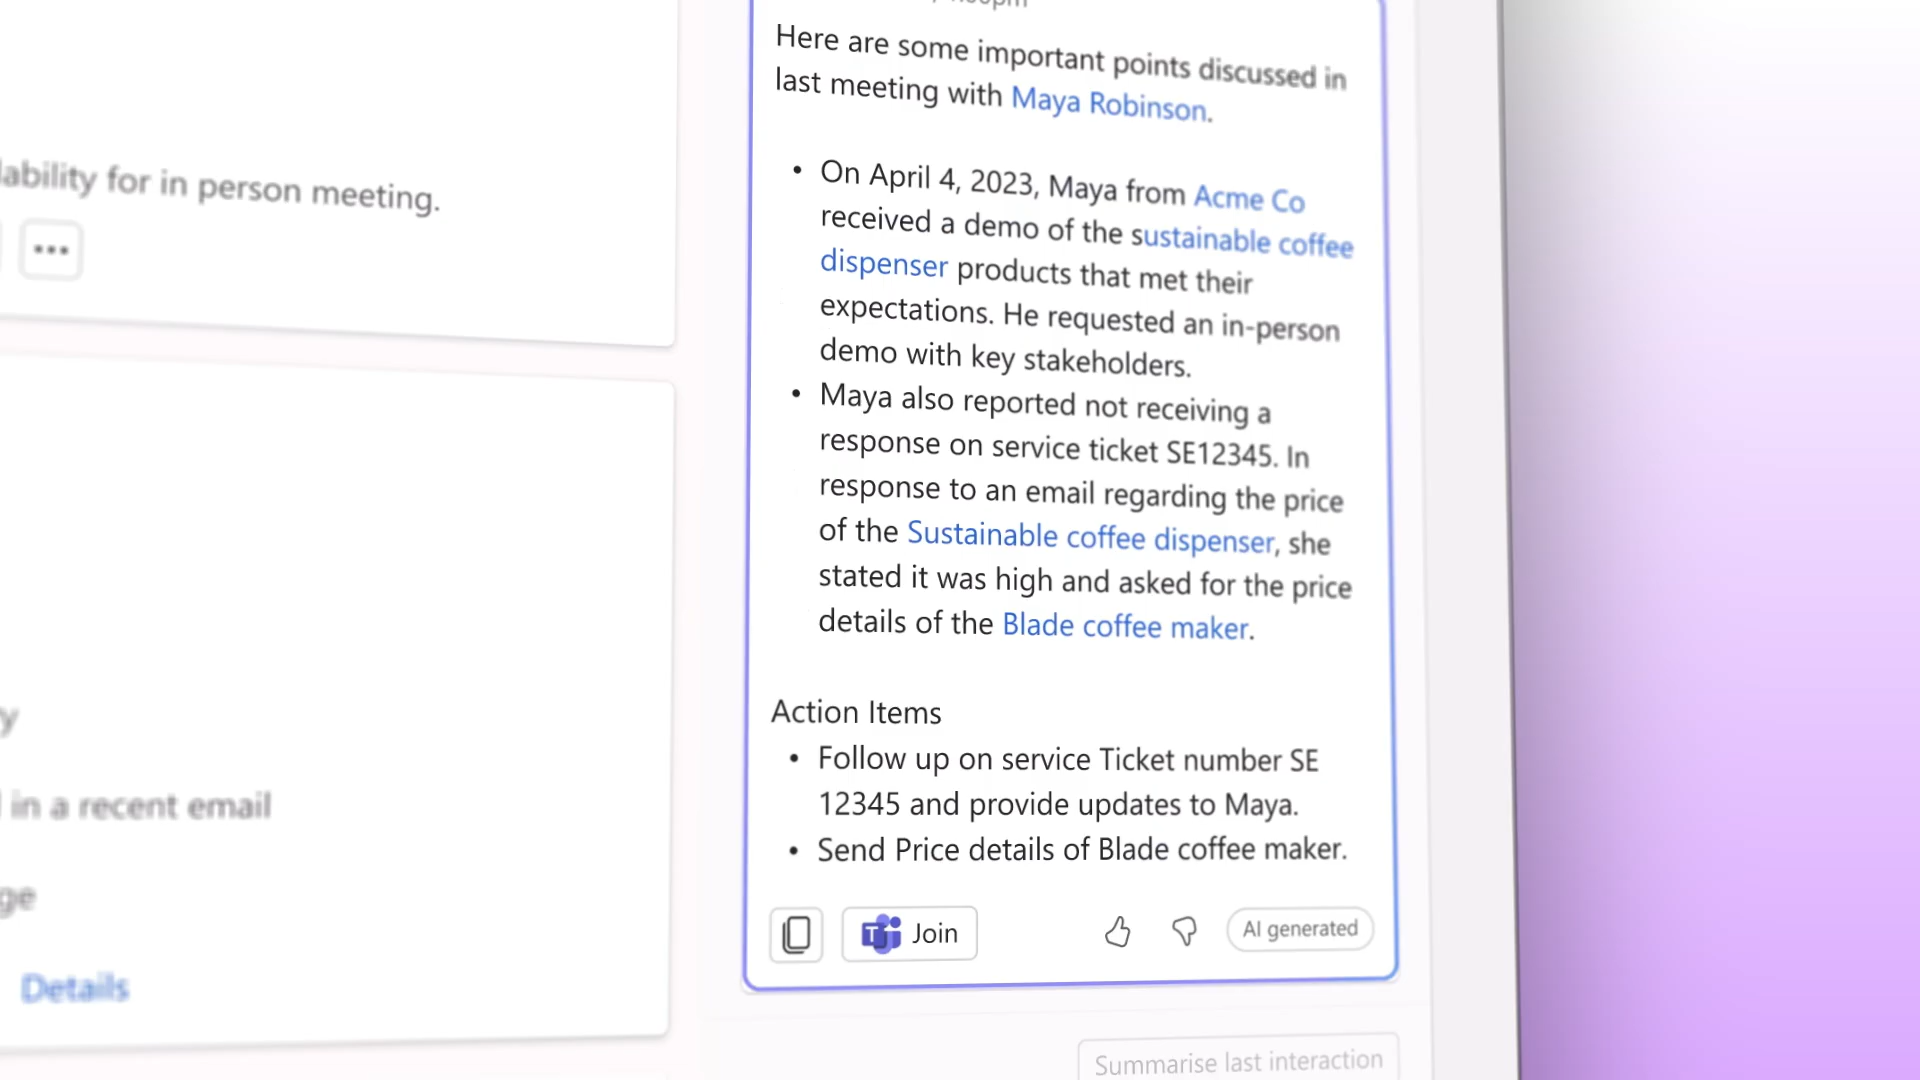 Here are some important points discussed in
last meeting with Maya Robinson.
• On April 4, 2023, Maya from Acme Co
received a demo of the sustainable coffee
dispenser products that met their
expectations. He requested an in-person
demo with key stakeholders.
• Maya also reported not receiving a
response on service ticket SE12345. In
response to an email regarding the price
of the Sustainable coffee dispenser, she
stated it was high and asked for the price
details of the Blade coffee maker.
Action Items
• Follow up on service Ticket number SE
12345 and provide updates to Maya.
• Send Price details of Blade coffee maker.
Join
AI generated
Summarise last interaction
for in person meeting.
in a recent email
Details